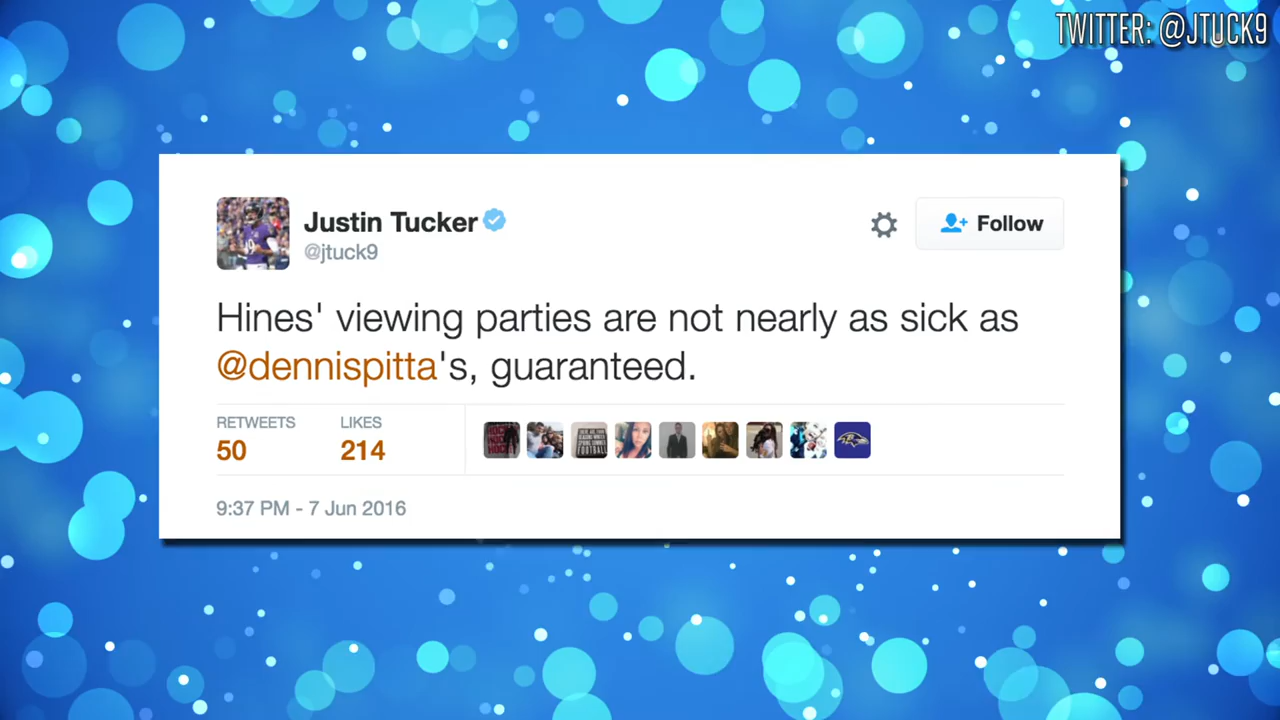 TWITTER: @JTUCK9
Justin Tucker
@jtuck9
Follow
Hines' viewing parties are not nearly as sick as
@dennispitta's, guaranteed.
RETWEETS LIKES
50 214
9:37 PM - 7 Jun 2016